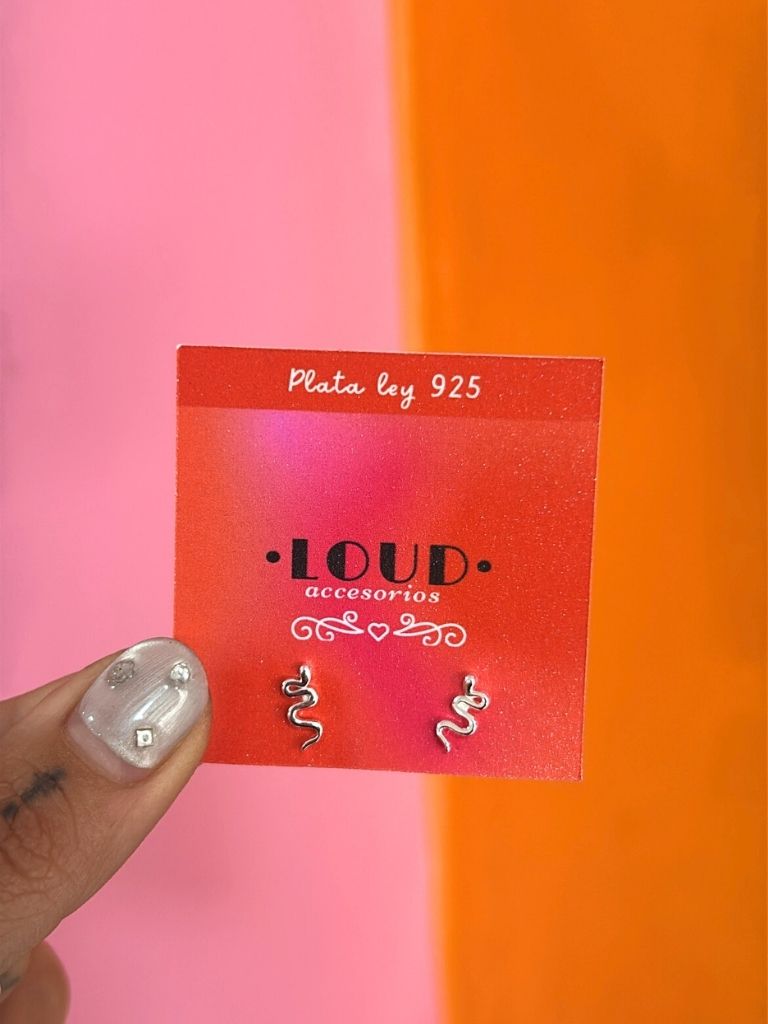 Plata ley 925
•LOUD•
accesorios